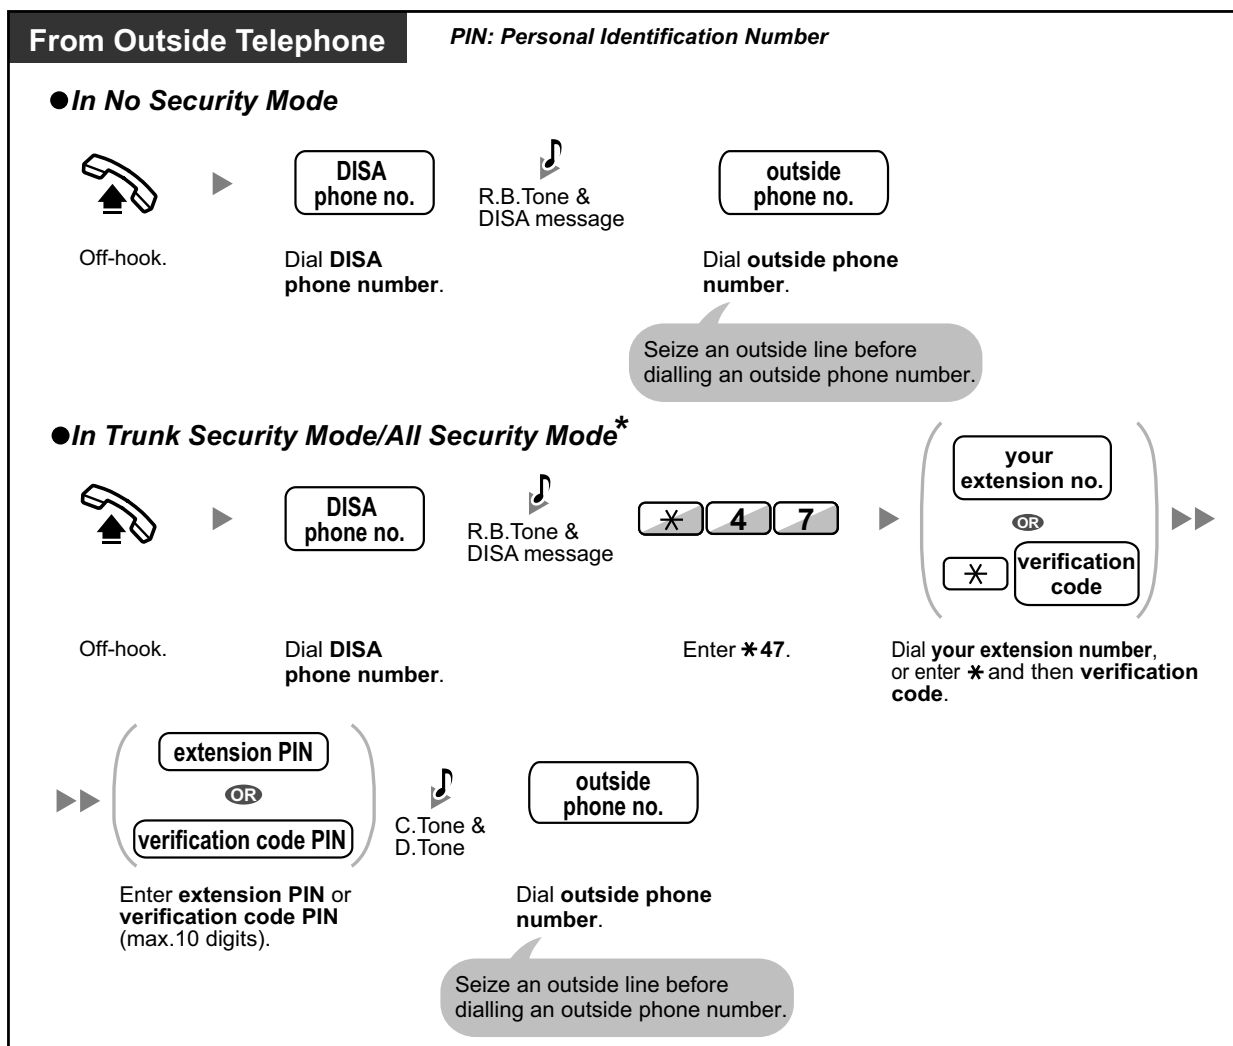 From Outside Telephone
PIN: Personal Identification Number
●In No Security Mode
DISA
phone no.
R.B.Tone &
DISA message
outside
phone no.
Off-hook.
Dial DISA
phone number.
Dial outside phone
number.
Seize an outside line before
dialling an outside phone number.
●In Trunk Security Mode/All Security Mode*
DISA
phone no.
R.B.Tone &
DISA message
* 4 7
your
extension no.
OR
* verification
code
Off-hook.
Dial DISA
phone number.
Enter *47.
Dial your extension number,
or enter * and then verification
code.
extension PIN
OR
verification code PIN
C.Tone &
D.Tone
outside
phone no.
Enter extension PIN or
verification code PIN
(max.10 digits).
Dial outside phone
number.
Seize an outside line before
dialling an outside phone number.